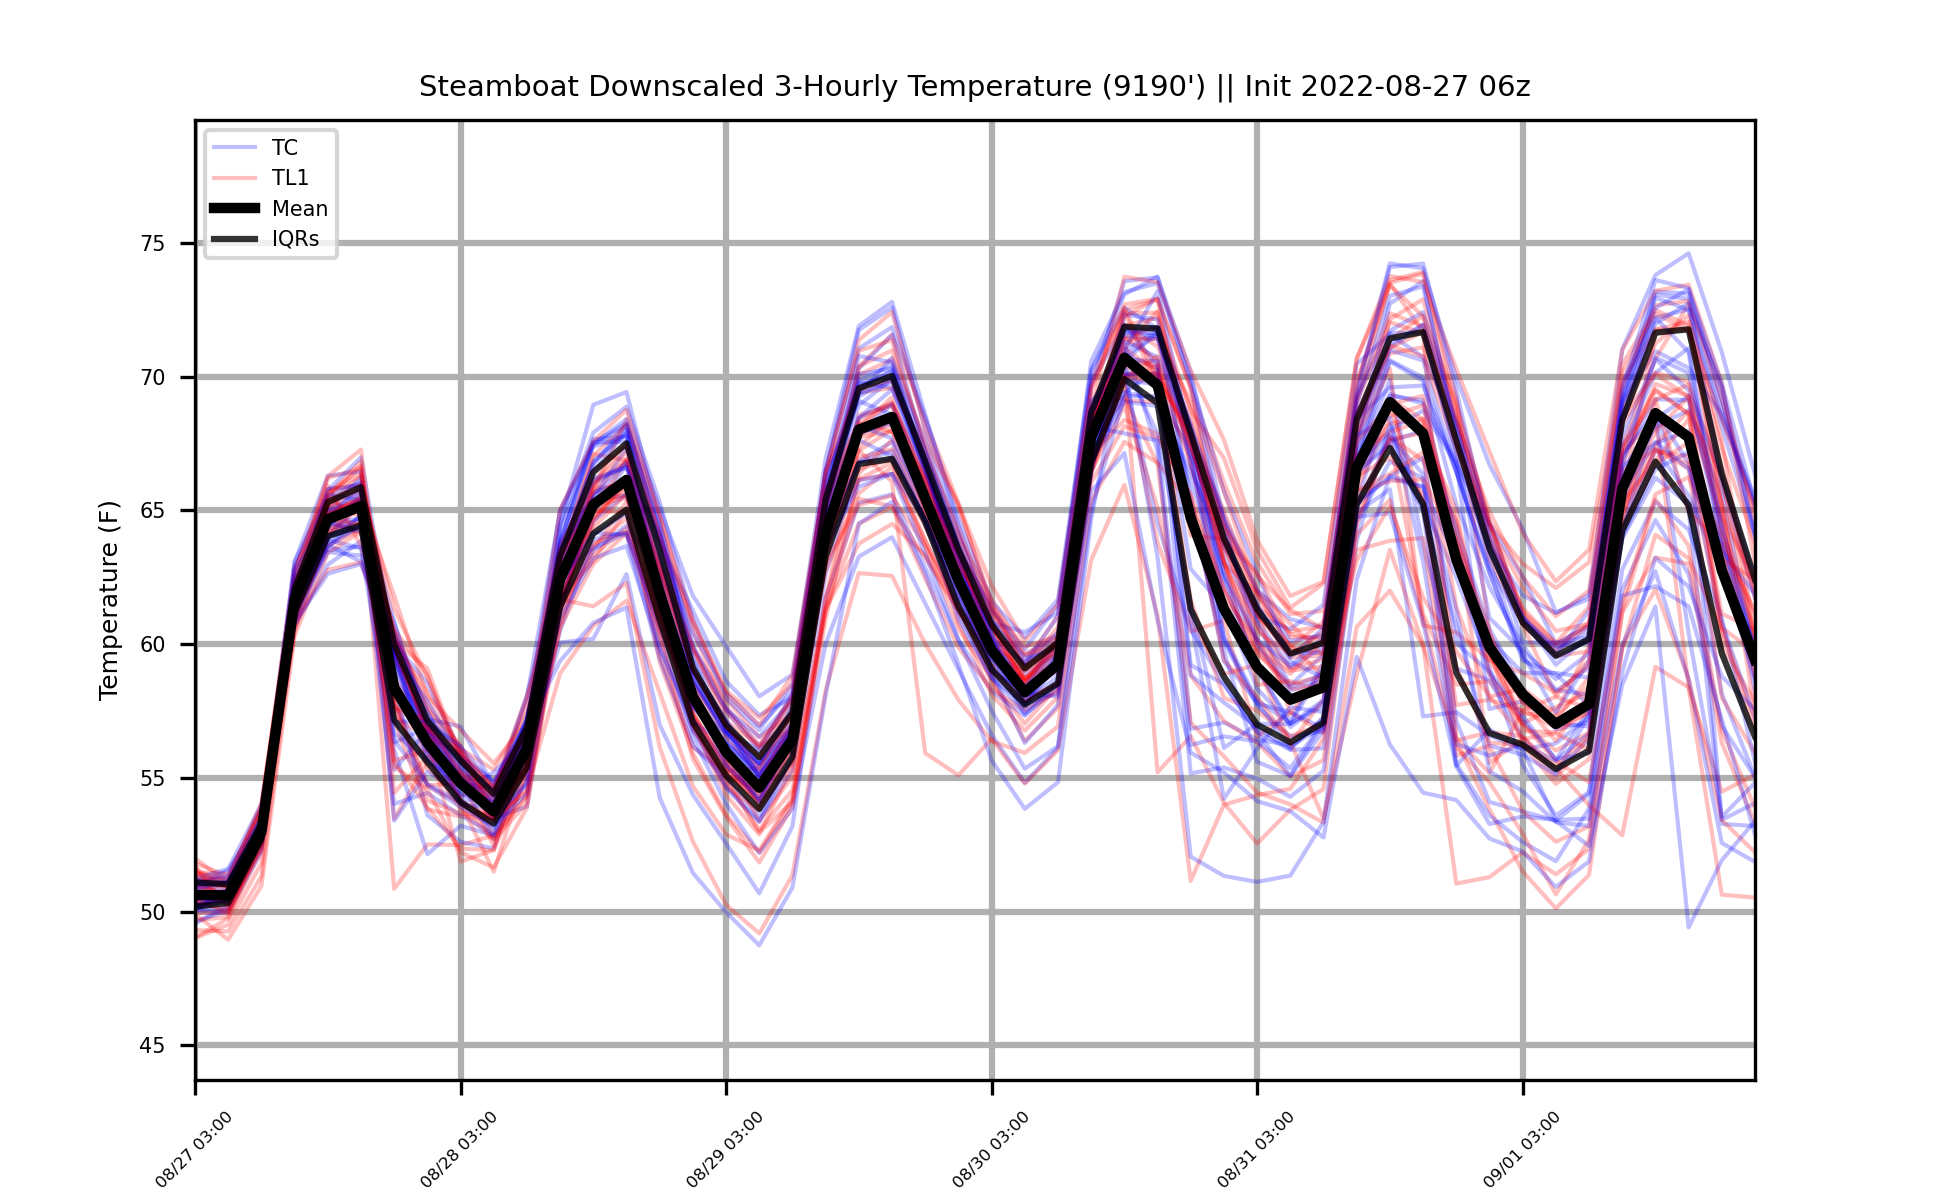 Steamboat Downscaled 3-Hourly Temperature (9190') || Init 2022-08-27 06z
TC
TL1
Mean
IQRs
Temperature (F)
75
70
65
60
55
50
45
08/27 03:00
08/28 03:00
08/29 03:00
08/30 03:00
08/31 03:00
09/01 03:00